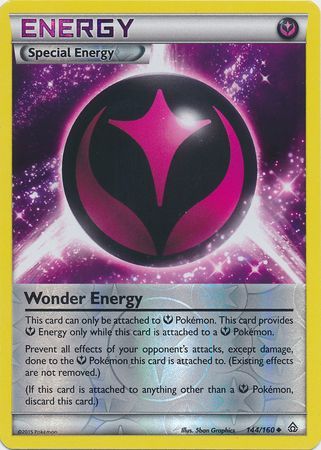 ENERGY
Special Energy
Wonder Energy
This card can only be attached to Pokémon. This card provides
Energy only while this card is attached to a Pokémon.
Prevent all effects of your opponent's attacks, except damage,
done to the Pokémon this card is attached to. (Existing effects
are not removed.)
(If this card is attached to anything other than a Pokémon,
discard this card.)
©2015 Pokémon
Illus. 5ban Graphics
144/160